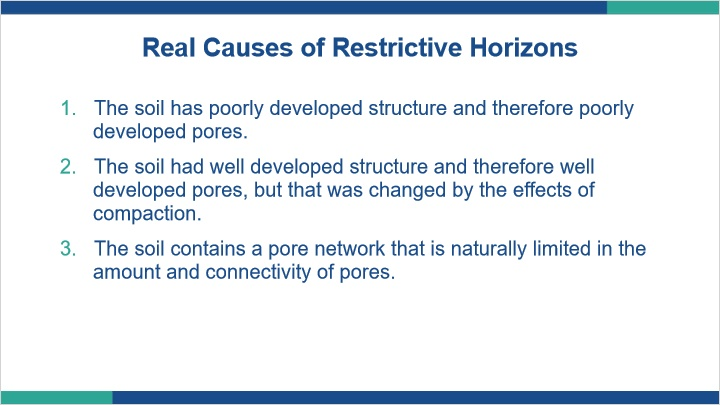 Real Causes of Restrictive Horizons
1. The soil has poorly developed structure and therefore poorly
developed pores.
2. The soil had well developed structure and therefore well
developed pores, but that was changed by the effects of
compaction.
3. The soil contains a pore network that is naturally limited in the
amount and connectivity of pores.